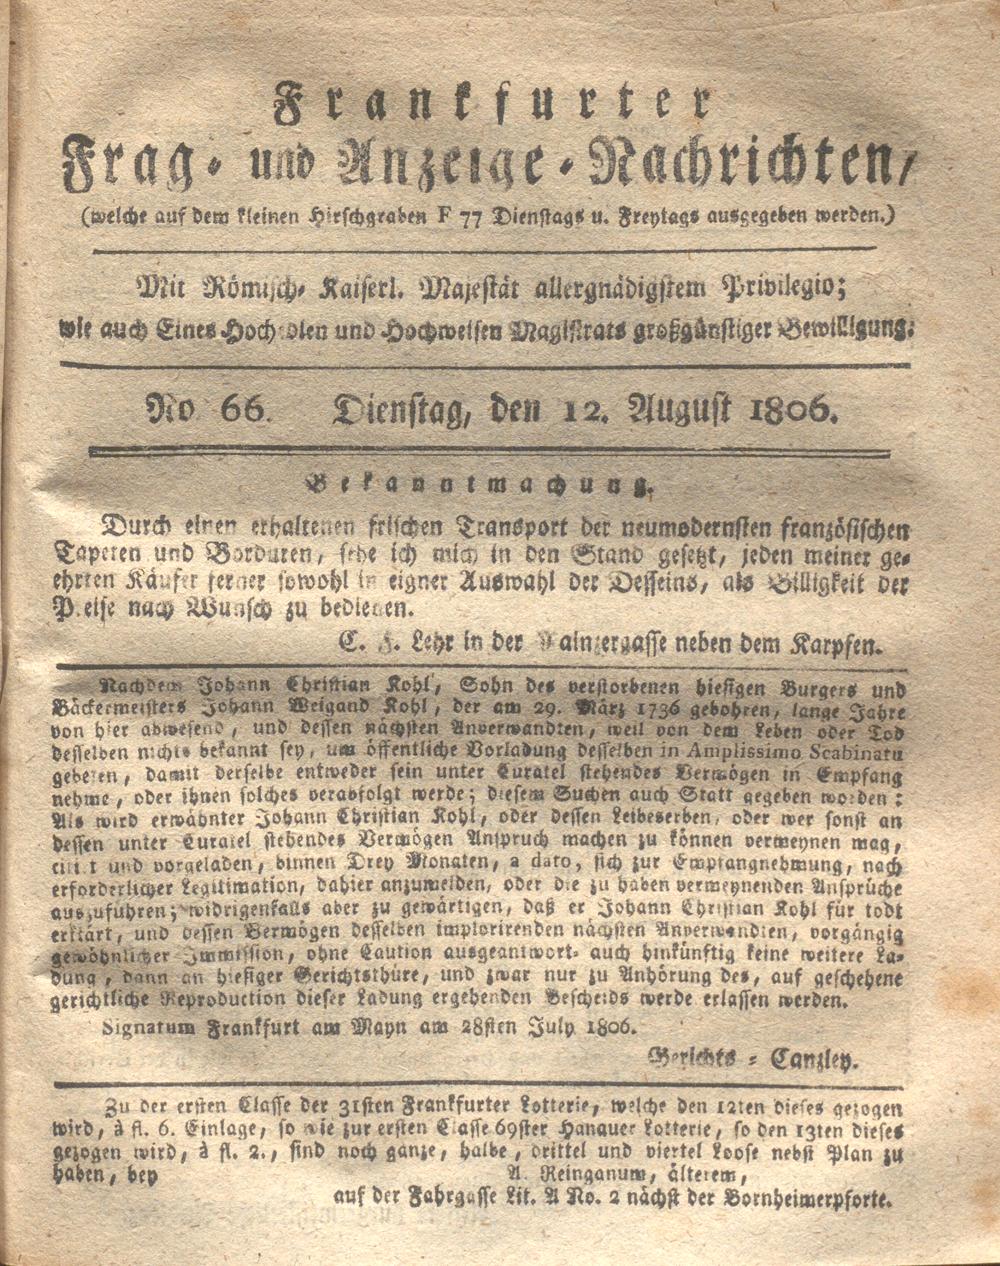 Frankfurter
Frag- und Anzeige-Nachrichten,
(welche auf dem kleinen Hirschgraben F 77 Dienstags u. Freytags ausgegeben werden.)
Mit Römisch- Kaiserl. Majestät allergnädigstem Privilegio;
wie auch Eines Hochedlen und Hochweisen Magistrats großgünstiger Bewilligung.
No 66. Dienstag, den 12. August 1806.
Bekanntmachung.
Durch einen erhaltenen frischen Transport der neumodernsten französischen
Tapeten und Borduren, sehe ich mich in den Stand gesetzt, jeden meiner ge-
ehrten Käufer ferner sowohl in eigner Auswahl der Desseins, als Billigkeit der
Preise nach Wunsch zu bedienen.
C. F. Lehr in der Mainzergasse neben dem Karpfen.
Nachdem Johann Christian Kohl, Sohn des verstorbenen hiesigen Burgers und
Bäckermeisters Johann Weigand Kohl, der am 29. März 1736 gebohren, lange Jahre
von hier abwesend, und dessen nächsten Anverwandten, weil von dem Leben oder Tod
desselben nichts bekannt sey, um öffentliche Vorladung desselben in Amplissimo Scabinatu
gebeten, damit derselbe entweder sein unter Curatel stehendes Vermögen in Empfang
nehme, oder ihnen solches verabfolgt werde; diesem Suchen auch Statt gegeben worden:
Als wird erwähnter Johann Christian Kohl, oder dessen Leibeserben, oder wer sonst an
dessen unter Curatel stehendes Vermögen Anspruch machen zu können vermeynen mag,
citirt und vorgeladen, binnen Drey Monaten, a dato, sich zur Empfangnehmung, nach
erforderlicher Legitimation, dahier anzumelden, oder die zu haben vermeynenden Ansprüche
auszuführen; widrigenfalls aber zu gewärtigen, daß er Johann Christian Kohl für todt
erklärt, und dessen Vermögen desselben implorirenden nächsten Anverwandten, vorgängig
gewöhnlicher Immission, ohne Caution ausgeantwort- auch hinkünftig keine weitere La-
dung, dann an hiesiger Gerichtsthüre, und zwar nur zu Anhörung des, auf geschehene
gerichtliche Reproduction dieser Ladung ergehenden Bescheids werde erlassen werden.
Signatum Frankfurt am Mayn am 28sten July 1806.
Gerichts - Canzley.
Zu der ersten Classe der 31sten Frankfurter Lotterie, welche den 12ten dieses gezogen
wird, à fl. 6. Einlage, so wie zur ersten Classe 69ster Hanauer Lotterie, so den 13ten dieses
gezogen wird, à fl. 2., sind noch ganze, halbe, drittel und viertel Loose nebst Plan zu
haben, bey A. Reinganum, älterem,
auf der Fahrgasse Lit. A No. 2 nächst der Bornheimerpforte.